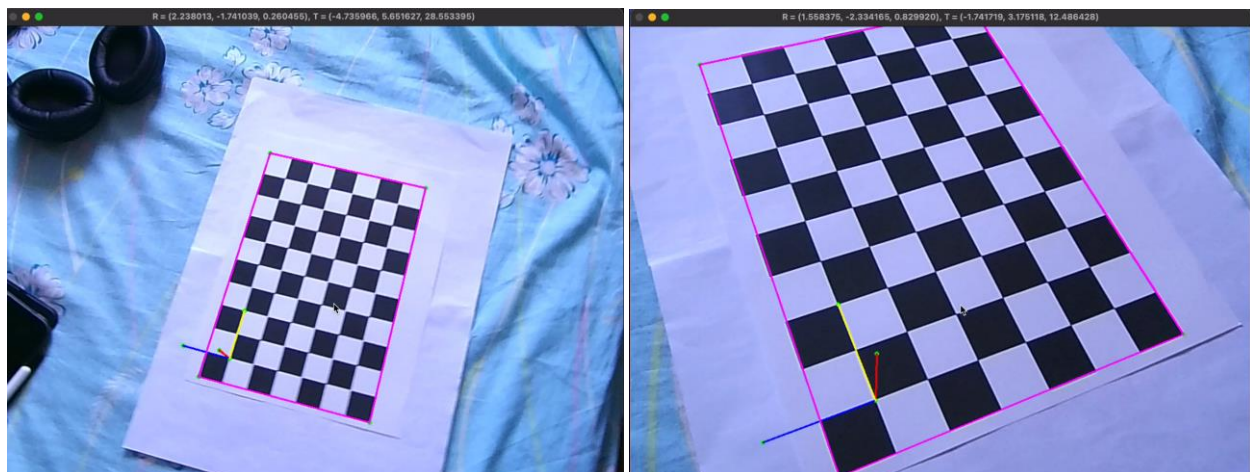 R = (2.238013, -1.741039, 0.260455), T = (-4.735966, 5.651627, 28.553395)
R = (1.558375, -2.334165, 0.829920), T = (-1.741719, 3.175118, 12.486428)